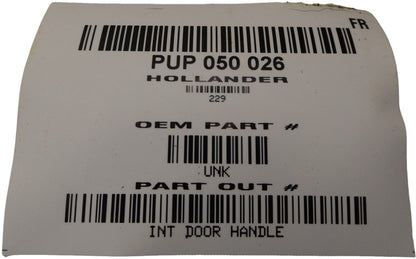 FR
PUP 050 026
HOLLANDER
229
OEM PART #
UNK
PART OUT #
INT DOOR HANDLE